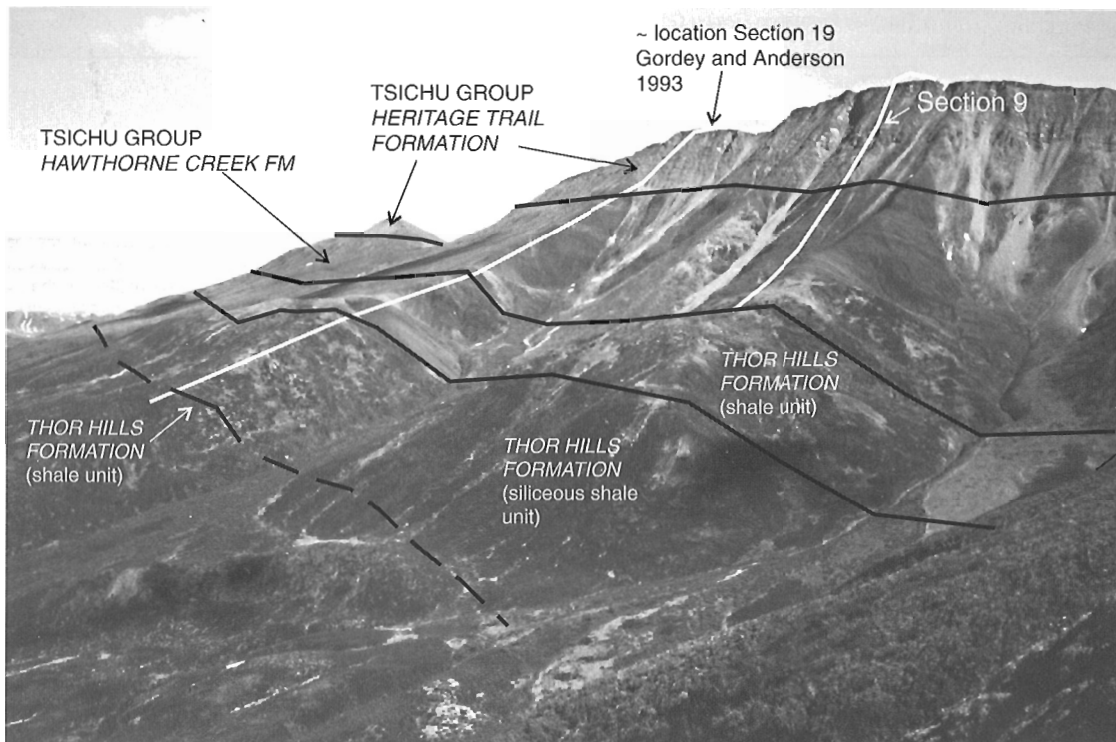 ~ location Section 19
Gordey and Anderson
1993
TSICHU GROUP
HERITAGE TRAIL
FORMATION
Section 9
TSICHU GROUP
HAWTHORNE CREEK FM
THOR HILLS
FORMATION
(shale unit)
THOR HILLS
FORMATION
(shale unit)
THOR HILLS
FORMATION
(siliceous shale
unit)